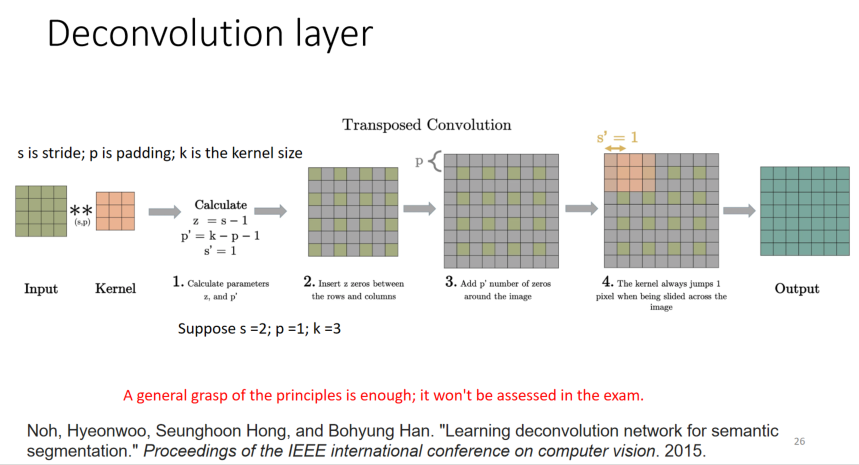 Deconvolution layer
Transposed Convolution
s is stride; p is padding; k is the kernel size
**
(s,p)
Calculate
z = s − 1
p' = k − p − 1
s' = 1
p
s' = 1
Input
Kernel
1. Calculate parameters
z, and p'
2. Insert z zeros between
the rows and columns
3. Add p' number of zeros
around the image
4. The kernel always jumps 1
pixel when being slided across the
image
Output
Suppose s =2; p =1; k =3
A general grasp of the principles is enough; it won't be assessed in the exam.
Noh, Hyeonwoo, Seunghoon Hong, and Bohyung Han. "Learning deconvolution network for semantic
segmentation." Proceedings of the IEEE international conference on computer vision. 2015.
26